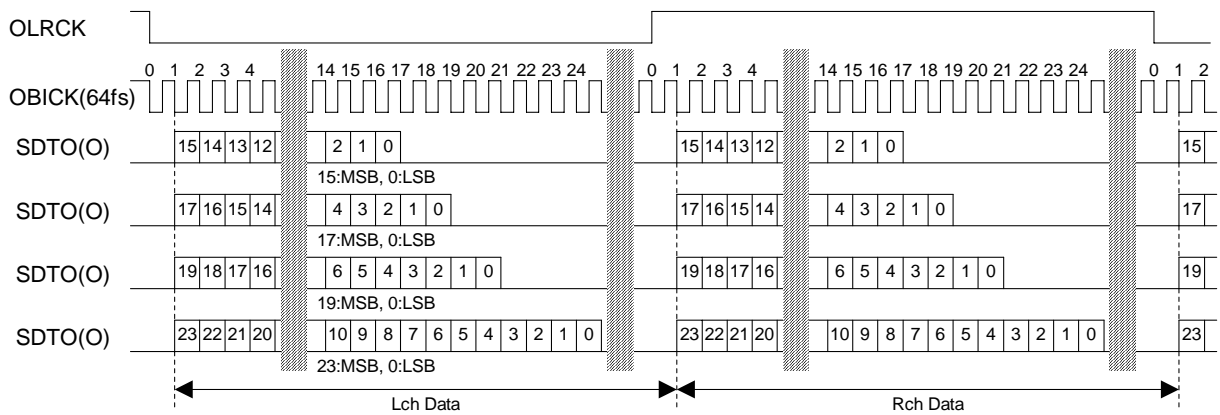 OLRCK
0 1 2 3 4 14 15 16 17 18 19 20 21 22 23 24 0 1 2 3 4 14 15 16 17 18 19 20 21 22 23 24 0 1 2
OBICK(64fs)
SDTO(O) 15 14 13 12 2 1 0 15 14 13 12 2 1 0 15
15:MSB, 0:LSB
SDTO(O) 17 16 15 14 4 3 2 1 0 17 16 15 14 4 3 2 1 0 17
17:MSB, 0:LSB
SDTO(O) 19 18 17 16 6 5 4 3 2 1 0 19 18 17 16 6 5 4 3 2 1 0 19
19:MSB, 0:LSB
SDTO(O) 23 22 21 20 10 9 8 7 6 5 4 3 2 1 0 23 22 21 20 10 9 8 7 6 5 4 3 2 1 0 23
23:MSB, 0:LSB
Lch Data Rch Data